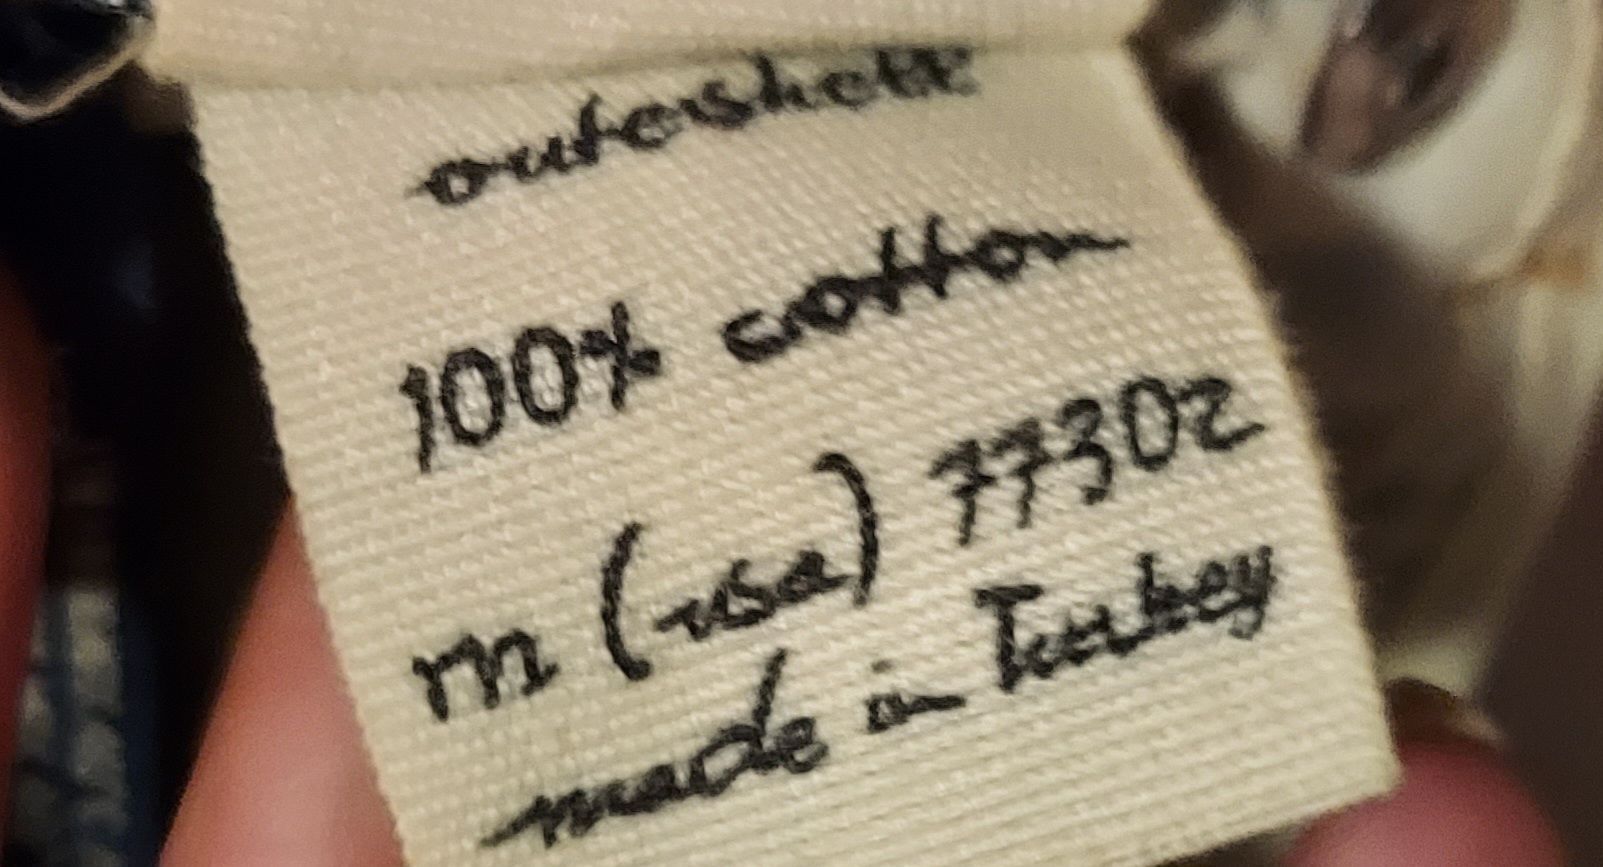 outershell
100% cotton
m (usa) 77302
made in Turkey